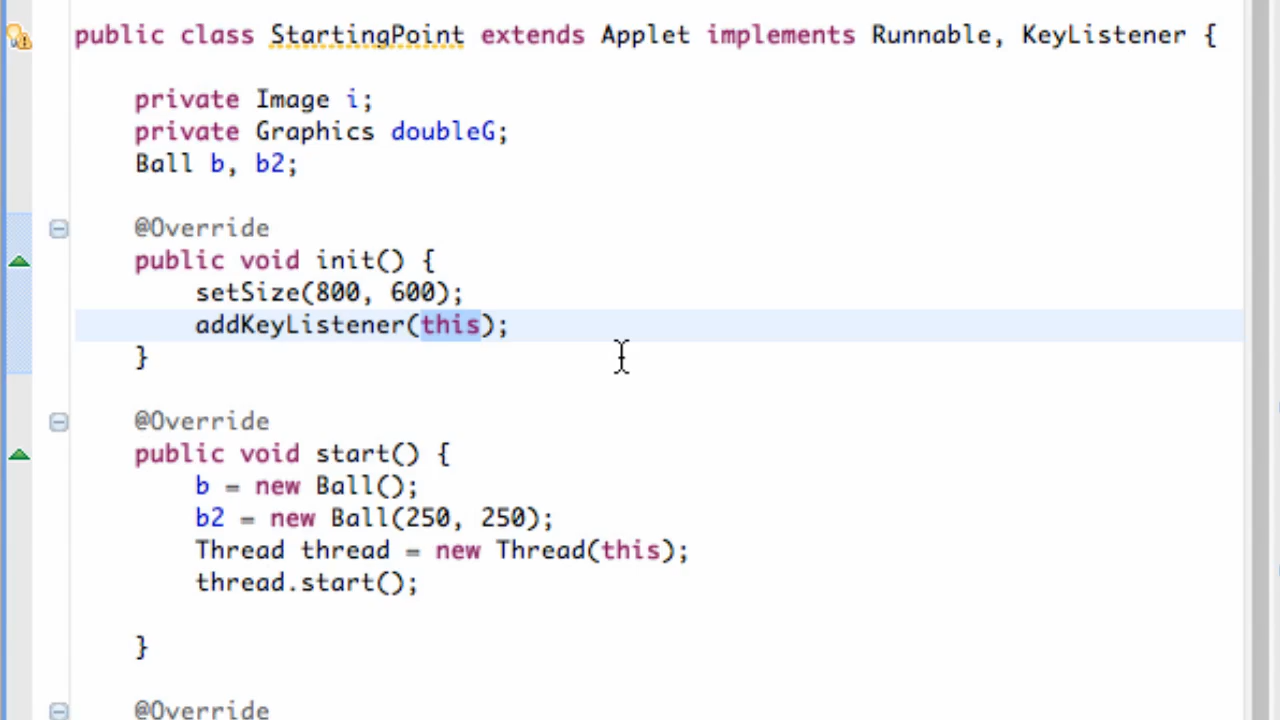 public class StartingPoint extends Applet implements Runnable, KeyListener {
private Image i;
private Graphics doubleG;
Ball b, b2;
@Override
public void init() {
setSize(800, 600);
addKeyListener(this);
}
@Override
public void start() {
b = new Ball();
b2 = new Ball(250, 250);
Thread thread = new Thread(this);
thread.start();
}
@Override